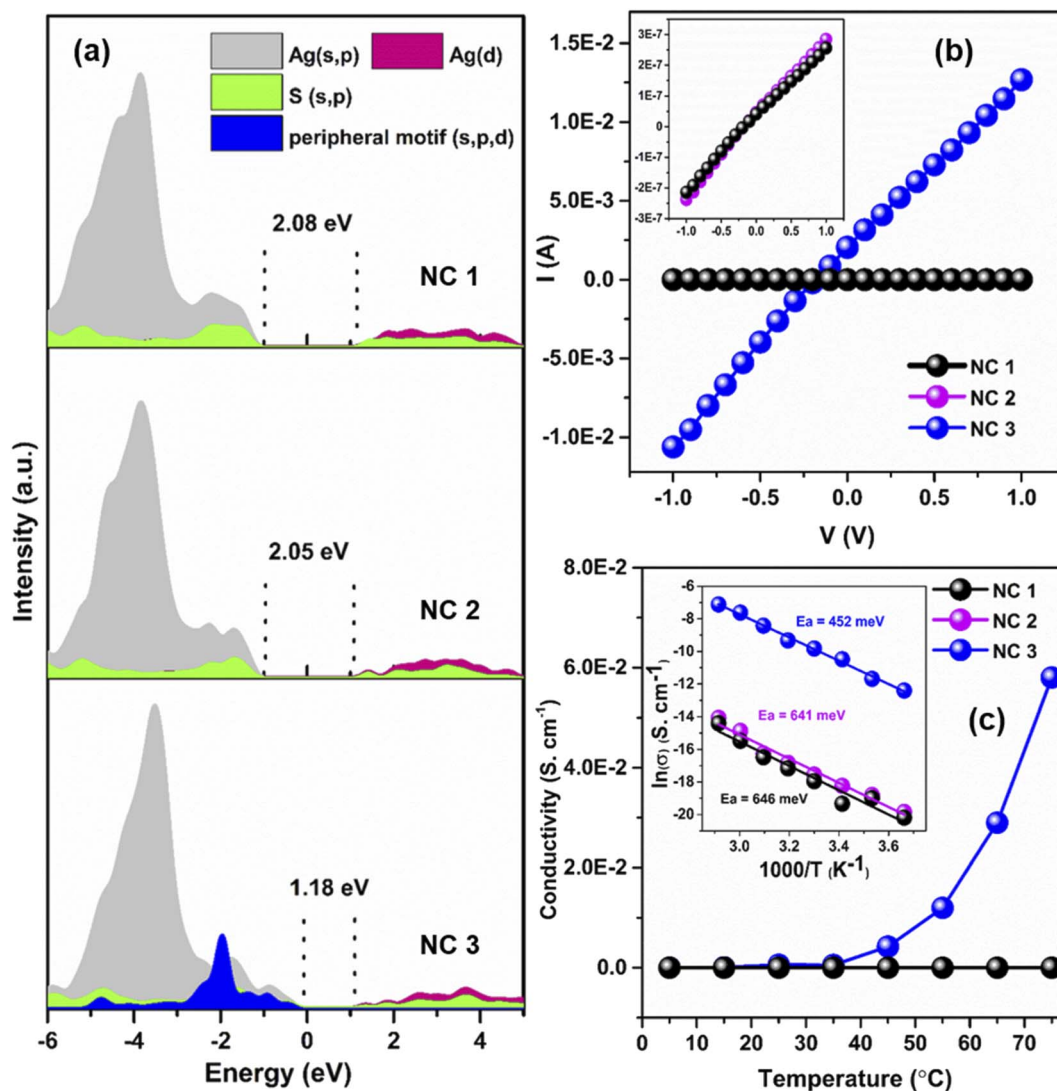 (a)
Ag(s,p) Ag(d)
S (s,p)
peripheral motif (s,p,d)
2.08 eV
NC 1
2.05 eV
NC 2
1.18 eV
NC 3
Intensity (a.u.)
-6 -4 -2 0 2 4
Energy (eV)
(b)
1.5E-2
1.0E-2
5.0E-3
0.0
-5.0E-3
-1.0E-2
I (A)
3E-7
2E-7
1E-7
0
-1E-7
-2E-7
-3E-7
-1.0 -0.5 0.0 0.5 1.0
NC 1
NC 2
NC 3
-1.0 -0.5 0.0 0.5 1.0
V (V)
(c)
8.0E-2
6.0E-2
4.0E-2
2.0E-2
0.0
Conductivity (S. cm-1)
-6
-8
-10
-12
-14
-16
-18
-20
ln(σ) (S. cm-1)
Ea = 452 meV
Ea = 641 meV
Ea = 646 meV
3.0 3.2 3.4 3.6
1000/T (K-1)
NC 1
NC 2
NC 3
0 10 20 30 40 50 60 70
Temperature (°C)